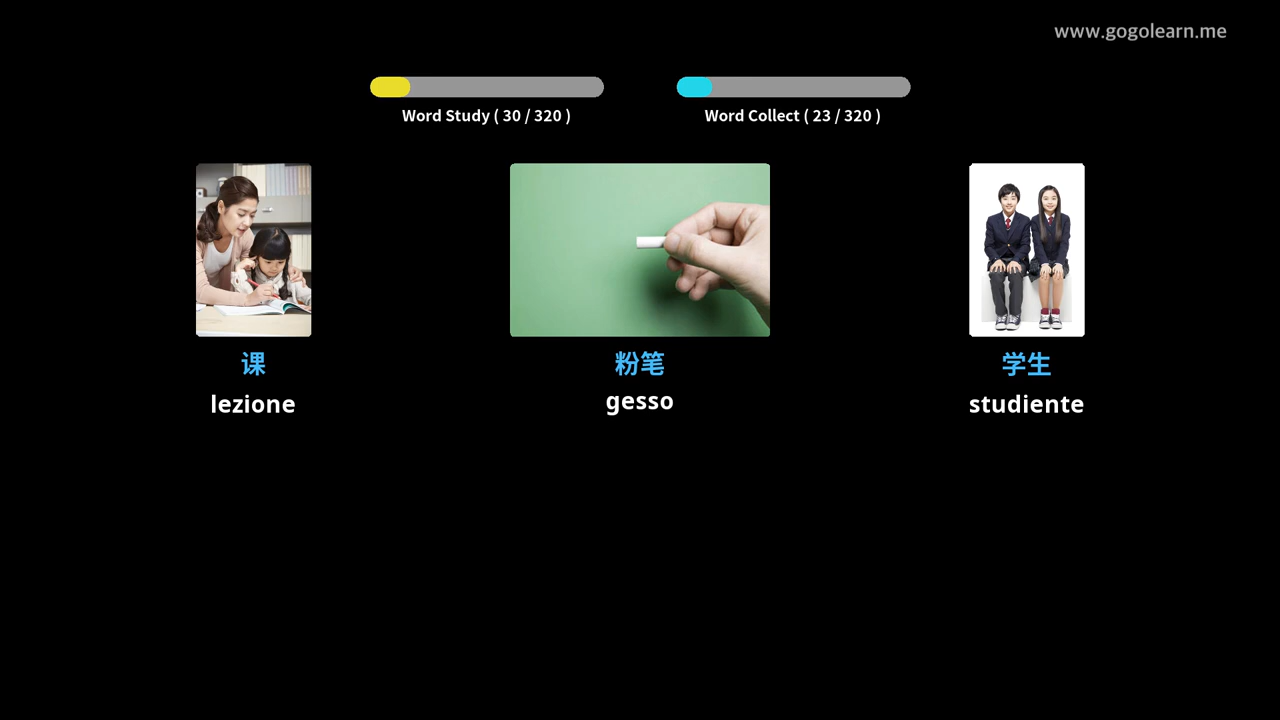 www.gogolearn.me
Word Study ( 30 / 320 )
Word Collect ( 23 / 320 )
课
lezione
粉笔
gesso
学生
studiente